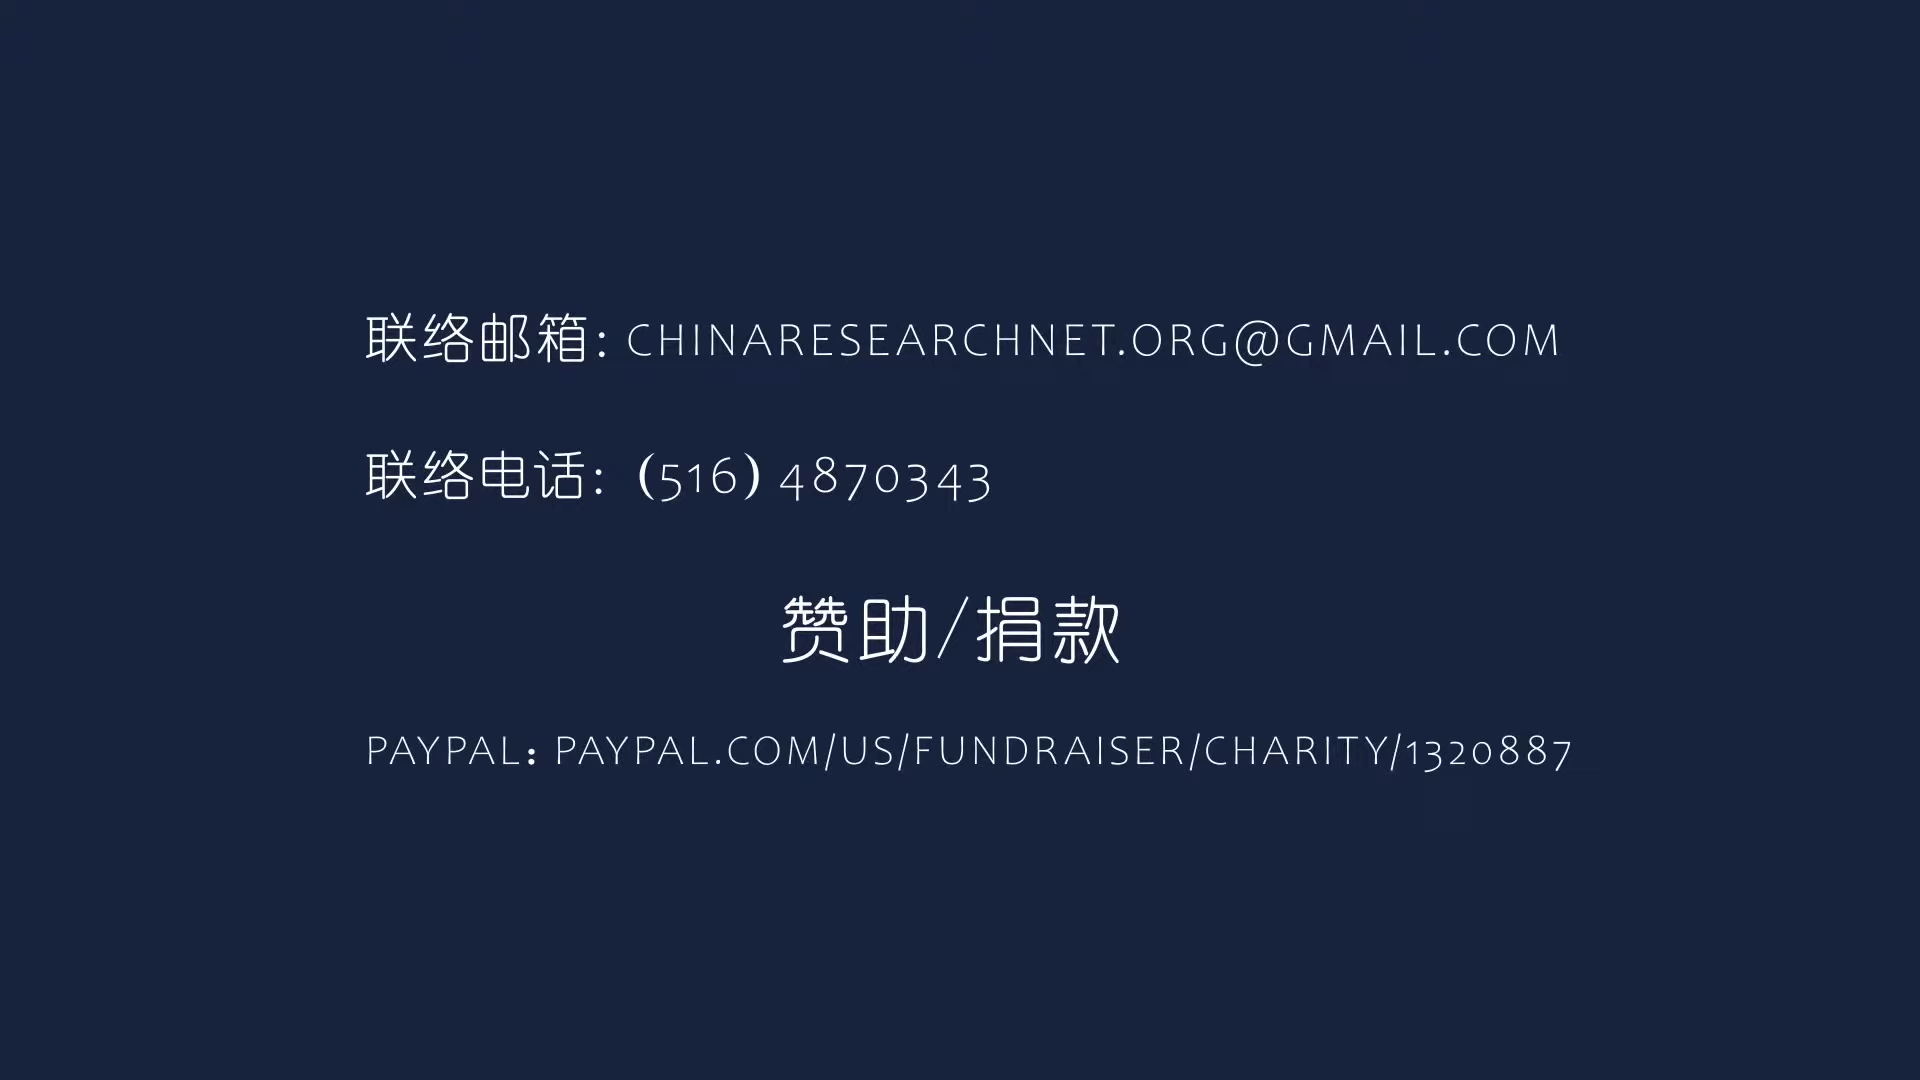 联络邮箱: CHINARESEARCHNET.ORG@GMAIL.COM
联络电话: (516) 4870343
赞助/捐款
PAYPAL: PAYPAL.COM/US/FUNDRAISER/CHARITY/1320887